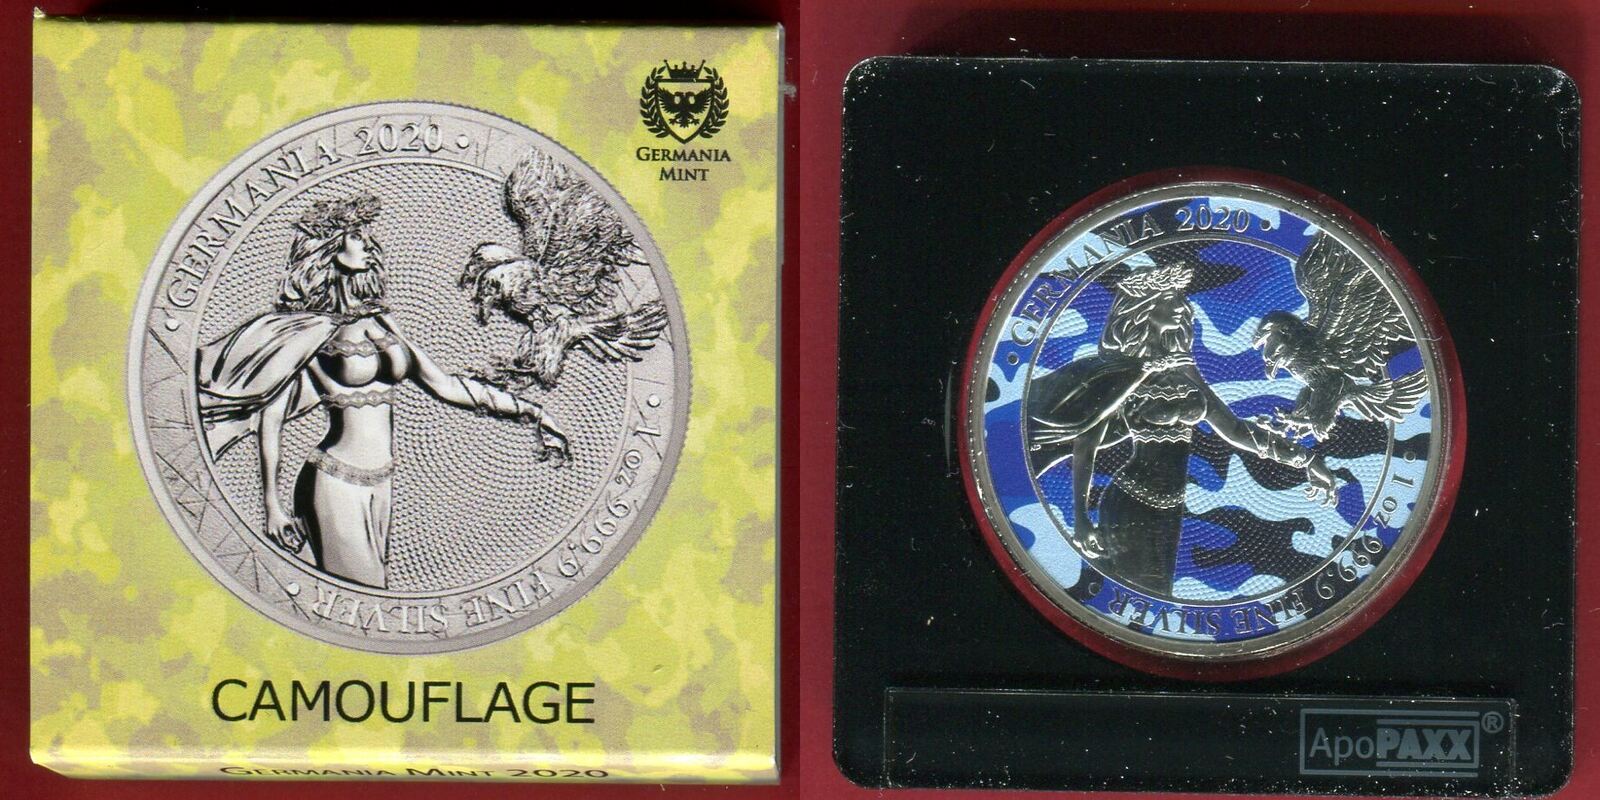 GERMANIA
MINT
• GERMANIA 2020 •
• 1 oz 999,9 FINE SILVER •
CAMOUFLAGE
GERMANIA MINT 2020
• GERMANIA 2020 •
• 1 oz 999,9 FINE SILVER •
ApoPAXX®